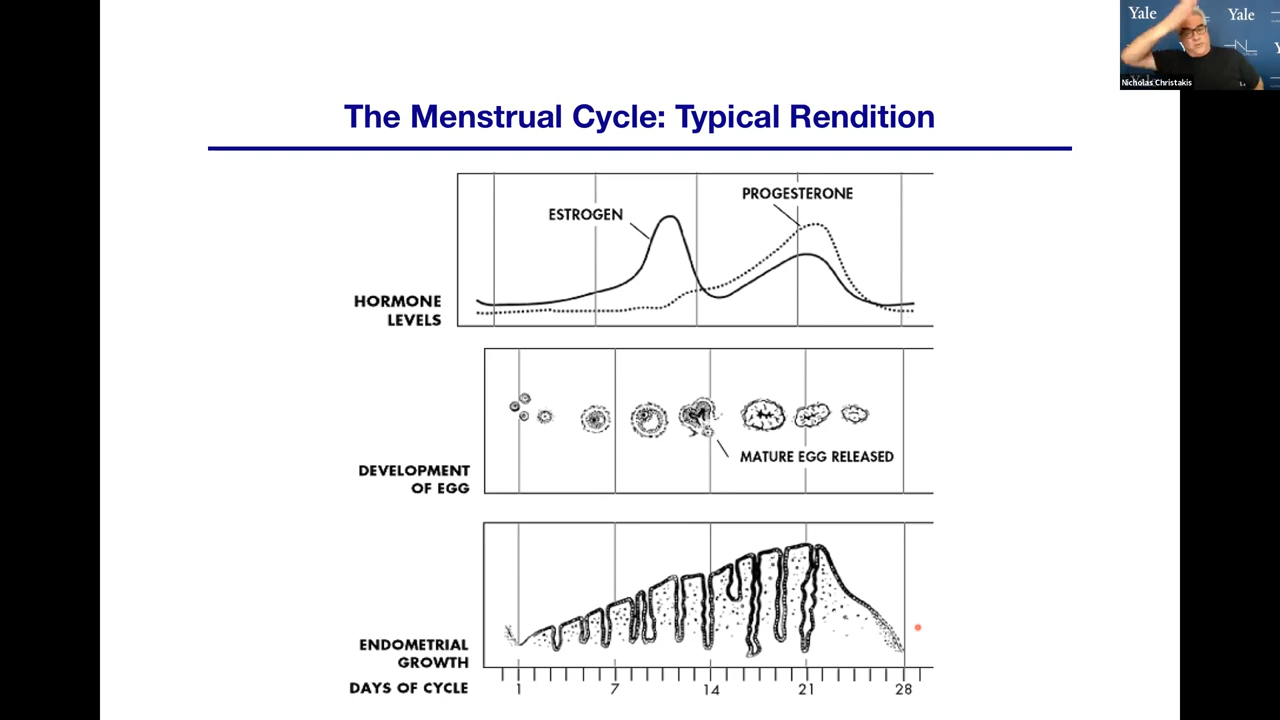 Yale
Yale
Nicholas Christakis
The Menstrual Cycle: Typical Rendition
PROGESTERONE
ESTROGEN
HORMONE
LEVELS
MATURE EGG RELEASED
DEVELOPMENT
OF EGG
ENDOMETRIAL
GROWTH
DAYS OF CYCLE 1 7 14 21 28